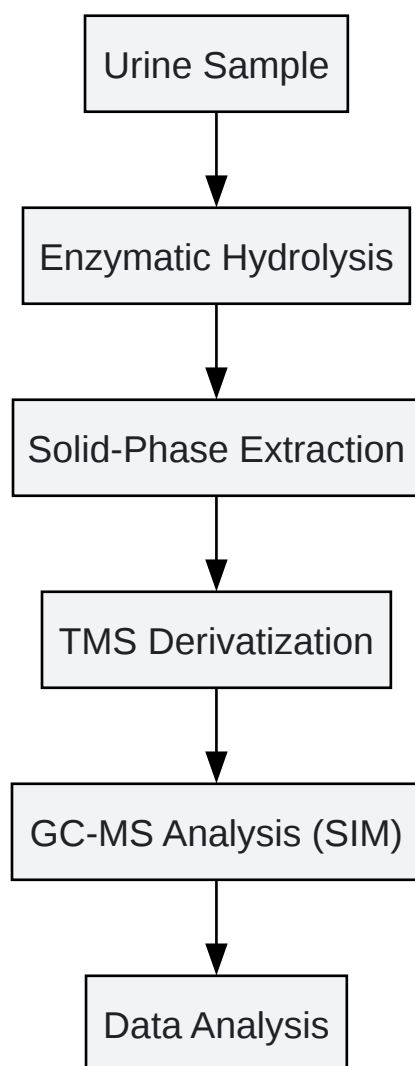 Urine Sample
Enzymatic Hydrolysis
Solid-Phase Extraction
TMS Derivatization
GC-MS Analysis (SIM)
Data Analysis